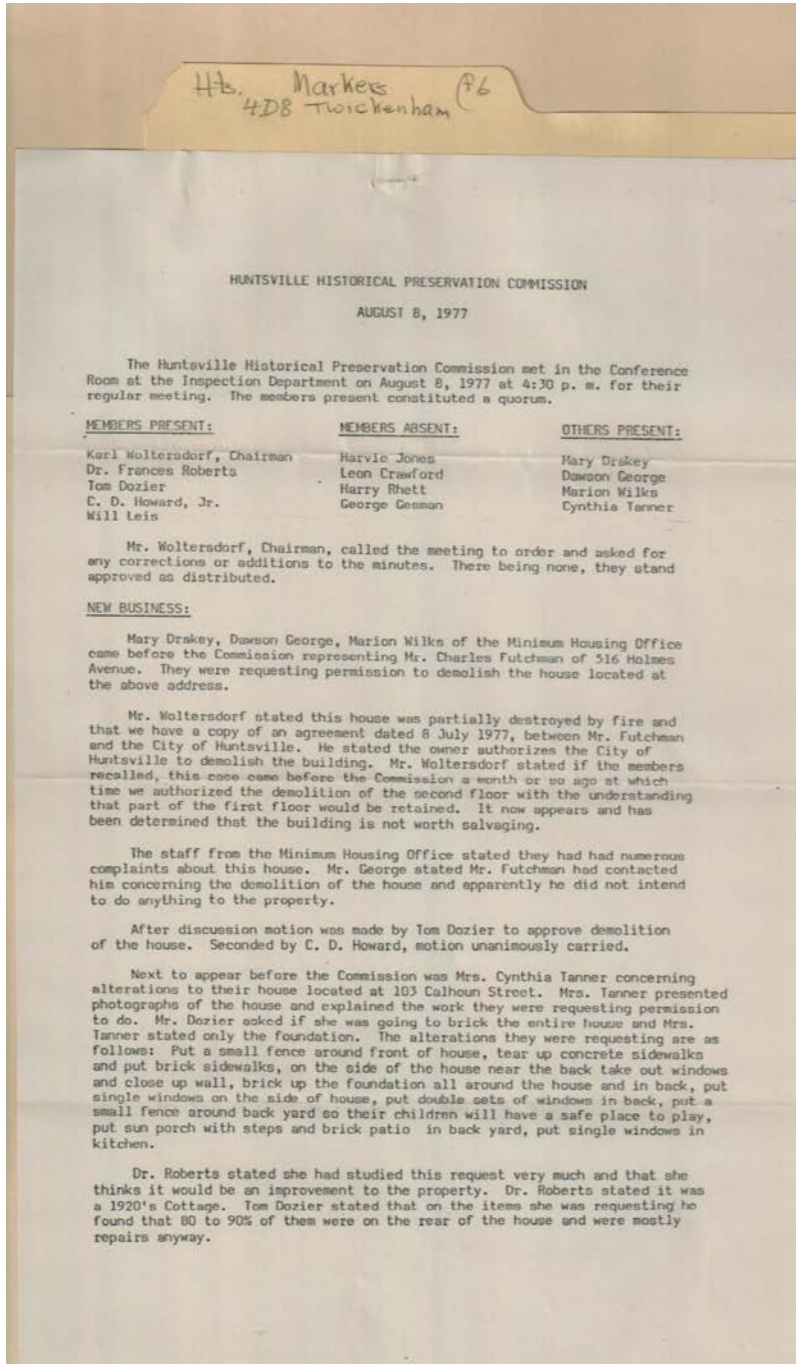 Hts. Markers f6
4D8 Twickenham
HUNTSVILLE HISTORICAL PRESERVATION COMMISSION
AUGUST 8, 1977
The Huntsville Historical Preservation Commission met in the Conference
Room at the Inspection Department on August 8, 1977 at 4:30 p. m. for their
regular meeting. The members present constituted a quorum.
MEMBERS PRESENT: MEMBERS ABSENT: OTHERS PRESENT:
Karl Woltersdorf, Chairman Harvie Jones Mary Drakey
Dr. Frances Roberts Leon Crawford Dawson George
Tom Dozier Harry Rhett Marion Wilks
C. D. Howard, Jr. George Gesman Cynthia Tanner
Will Leis
Mr. Woltersdorf, Chairman, called the meeting to order and asked for
any corrections or additions to the minutes. There being none, they stand
approved as distributed.
NEW BUSINESS:
Mary Drakey, Dawson George, Marion Wilks of the Minimum Housing Office
came before the Commission representing Mr. Charles Futchman of 516 Holmes
Avenue. They were requesting permission to demolish the house located at
the above address.
Mr. Woltersdorf stated this house was partially destroyed by fire and
that we have a copy of an agreement dated 8 July 1977, between Mr. Futchman
and the City of Huntsville. He stated the owner authorizes the City of
Huntsville to demolish the building. Mr. Woltersdorf stated if the members
recalled, this case came before the Commission a month or so ago at which
time we authorized the demolition of the second floor with the understanding
that part of the first floor would be retained. It now appears and has
been determined that the building is not worth salvaging.
The staff from the Minimum Housing Office stated they had had numerous
complaints about this house. Mr. George stated Mr. Futchman had contacted
him concerning the demolition of the house and apparently he did not intend
to do anything to the property.
After discussion motion was made by Tom Dozier to approve demolition
of the house. Seconded by C. D. Howard, motion unanimously carried.
Next to appear before the Commission was Mrs. Cynthia Tanner concerning
alterations to their house located at 103 Calhoun Street. Mrs. Tanner presented
photographs of the house and explained the work they were requesting permission
to do. Mr. Dozier asked if she was going to brick the entire house and Mrs.
Tanner stated only the foundation. The alterations they were requesting are as
follows: Put a small fence around front of house, tear up concrete sidewalks
and put brick sidewalks, on the side of the house near the back take out windows
and close up wall, brick up the foundation all around the house and in back, put
single windows on the side of house, put double sets of windows in back, put a
small fence around back yard so their children will have a safe place to play,
put sun porch with steps and brick patio in back yard, put single windows in
kitchen.
Dr. Roberts stated she had studied this request very much and that she
thinks it would be an improvement to the property. Dr. Roberts stated it was
a 1920's Cottage. Tom Dozier stated that on the items she was requesting he
found that 80 to 90% of them were on the rear of the house and were mostly
repairs anyway.